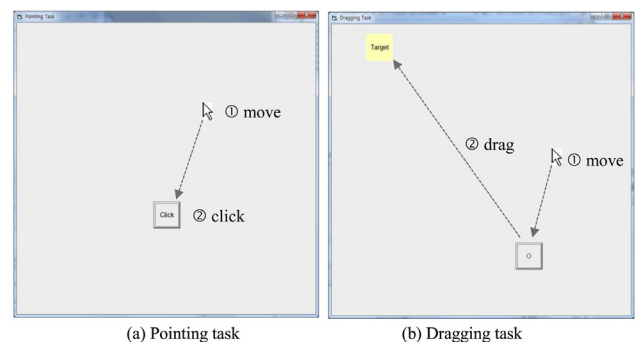 Pointing Task
① move
Click
② click
(a) Pointing task
Dragging Task
Target
② drag
① move
O
(b) Dragging task